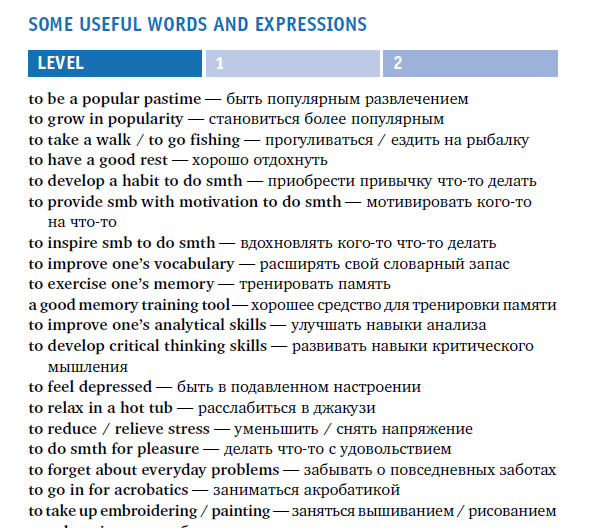 SOME USEFUL WORDS AND EXPRESSIONS
LEVEL 1 2
to be a popular pastime — быть популярным развлечением
to grow in popularity — становиться более популярным
to take a walk / to go fishing — прогуливаться / ездить на рыбалку
to have a good rest — хорошо отдохнуть
to develop a habit to do smth — приобрести привычку что-то делать
to provide smb with motivation to do smth — мотивировать кого-то
на что-то
to inspire smb to do smth — вдохновлять кого-то что-то делать
to improve one’s vocabulary — расширять свой словарный запас
to exercise one’s memory — тренировать память
a good memory training tool — хорошее средство для тренировки памяти
to improve one’s analytical skills — улучшать навыки анализа
to develop critical thinking skills — развивать навыки критического
мышления
to feel depressed — быть в подавленном настроении
to relax in a hot tub — расслабиться в джакузи
to reduce / relieve stress — уменьшить / снять напряжение
to do smth for pleasure — делать что-то с удовольствием
to forget about everyday problems — забывать о повседневных заботах
to go in for acrobatics — заниматься акробатикой
to take up embroidering / painting — заняться вышиванием / рисованием